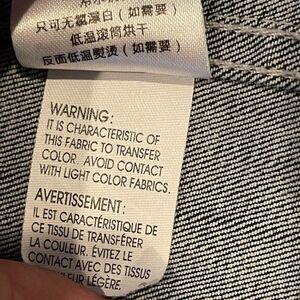 只可无氯漂白（如需要）
低温滚筒烘干
反面低温熨烫（如需要）
WARNING:
IT IS CHARACTERISTIC OF
THIS FABRIC TO TRANSFER
COLOR. AVOID CONTACT
WITH LIGHT COLOR FABRICS.
AVERTISSEMENT:
IL EST CARACTÉRISTIQUE DE
CE TISSU DE TRANSFÉRER
LA COULEUR. ÉVITEZ LE
CONTACT AVEC DES TISSUS
LEUR LÉGÈRE.